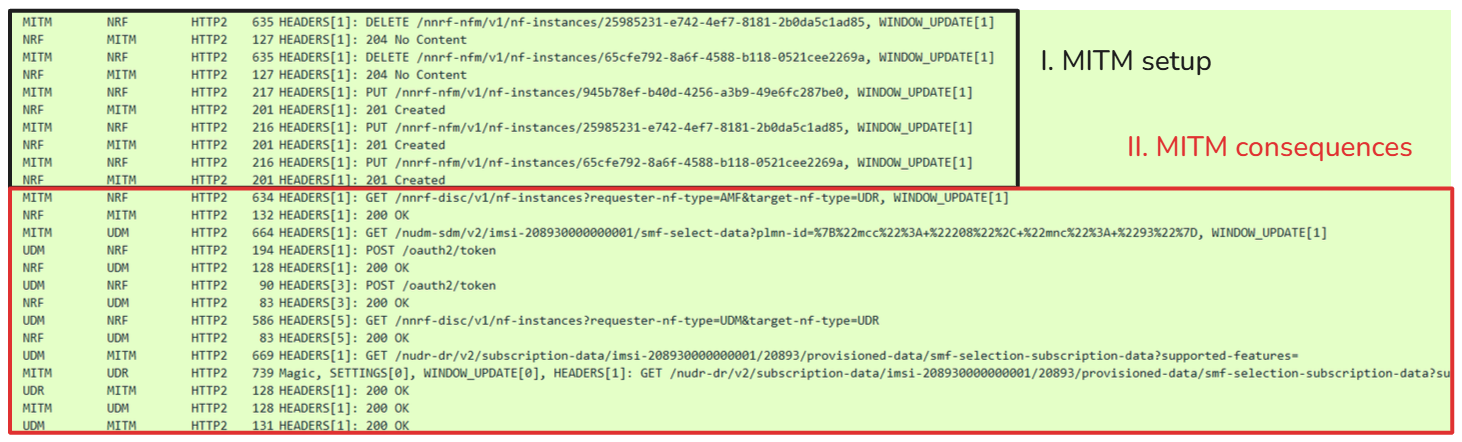 MITM NRF HTTP2 635 HEADERS[1]: DELETE /nnrf-nfm/v1/nf-instances/25985231-e742-4ef7-8181-2b0da5c1ad85, WINDOW_UPDATE[1]
NRF MITM HTTP2 127 HEADERS[1]: 204 No Content
MITM NRF HTTP2 635 HEADERS[1]: DELETE /nnrf-nfm/v1/nf-instances/65cfe792-8a6f-4588-b118-0521cee2269a, WINDOW_UPDATE[1]
NRF MITM HTTP2 127 HEADERS[1]: 204 No Content
MITM NRF HTTP2 217 HEADERS[1]: PUT /nnrf-nfm/v1/nf-instances/945b78ef-b40d-4256-a3b9-49e6fc287be0, WINDOW_UPDATE[1]
NRF MITM HTTP2 201 HEADERS[1]: 201 Created
MITM NRF HTTP2 216 HEADERS[1]: PUT /nnrf-nfm/v1/nf-instances/25985231-e742-4ef7-8181-2b0da5c1ad85, WINDOW_UPDATE[1]
NRF MITM HTTP2 201 HEADERS[1]: 201 Created
MITM NRF HTTP2 216 HEADERS[1]: PUT /nnrf-nfm/v1/nf-instances/65cfe792-8a6f-4588-b118-0521cee2269a, WINDOW_UPDATE[1]
NRF MITM HTTP2 201 HEADERS[1]: 201 Created
I. MITM setup
II. MITM consequences
MITM NRF HTTP2 634 HEADERS[1]: GET /nnrf-disc/v1/nf-instances?requester-nf-type=AMF&target-nf-type=UDR, WINDOW_UPDATE[1]
NRF MITM HTTP2 132 HEADERS[1]: 200 OK
MITM UDM HTTP2 664 HEADERS[1]: GET /nudm-sdm/v2/imsi-208930000000001/smf-select-data?plmn-id=%7B%22mcc%22%3A+%22208%22%2C+%22mnc%22%3A+%2293%22%7D, WINDOW_UPDATE[1]
UDM NRF HTTP2 194 HEADERS[1]: POST /oauth2/token
NRF UDM HTTP2 128 HEADERS[1]: 200 OK
UDM NRF HTTP2 90 HEADERS[3]: POST /oauth2/token
NRF UDM HTTP2 83 HEADERS[3]: 200 OK
UDM NRF HTTP2 586 HEADERS[5]: GET /nnrf-disc/v1/nf-instances?requester-nf-type=UDM&target-nf-type=UDR
NRF UDM HTTP2 83 HEADERS[5]: 200 OK
UDM MITM HTTP2 669 HEADERS[1]: GET /nudr-dr/v2/subscription-data/imsi-208930000000001/20893/provisioned-data/smf-selection-subscription-data?supported-features=
MITM UDR HTTP2 739 Magic, SETTINGS[0], WINDOW_UPDATE[0], HEADERS[1]: GET /nudr-dr/v2/subscription-data/imsi-208930000000001/20893/provisioned-data/smf-selection-subscription-data?su
UDR MITM HTTP2 128 HEADERS[1]: 200 OK
MITM UDM HTTP2 128 HEADERS[1]: 200 OK
UDM MITM HTTP2 131 HEADERS[1]: 200 OK